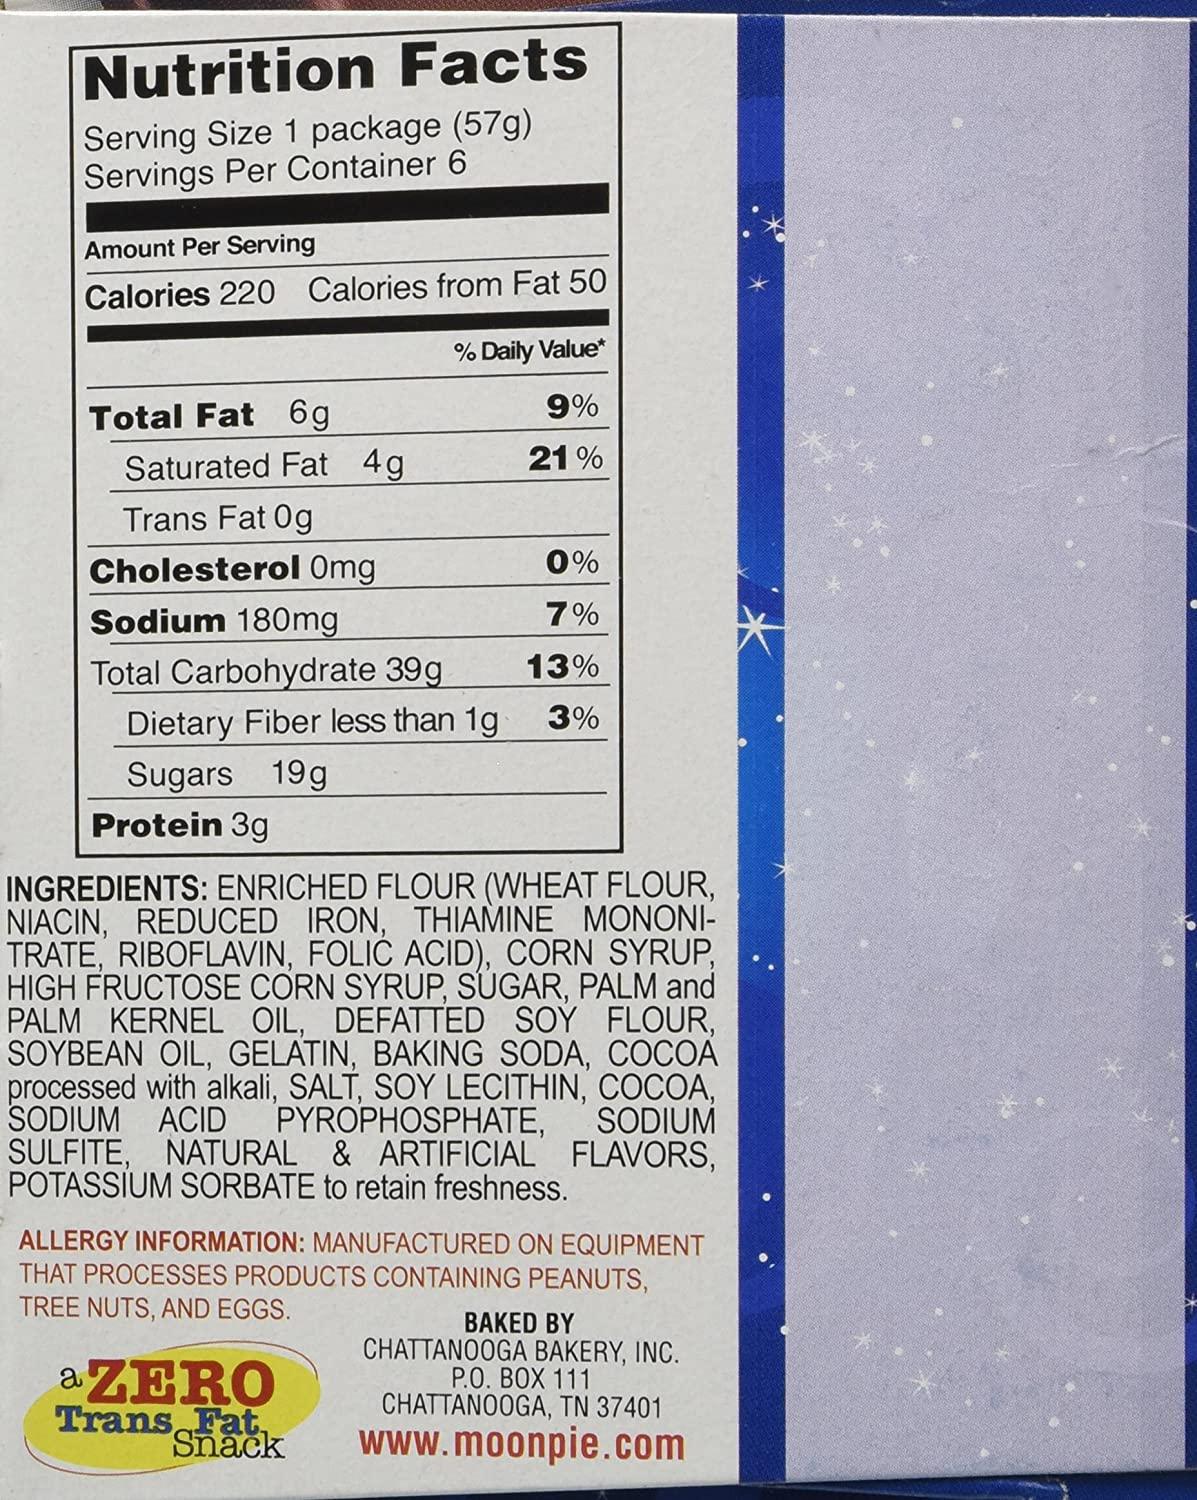 Nutrition Facts
Serving Size 1 package (57g)
Servings Per Container 6
Amount Per Serving
Calories 220 Calories from Fat 50
% Daily Value*
Total Fat 6g 9%
Saturated Fat 4g 21%
Trans Fat 0g
Cholesterol 0mg 0%
Sodium 180mg 7%
Total Carbohydrate 39g 13%
Dietary Fiber less than 1g 3%
Sugars 19g
Protein 3g
INGREDIENTS: ENRICHED FLOUR (WHEAT FLOUR,
NIACIN, REDUCED IRON, THIAMINE MONONI-
TRATE, RIBOFLAVIN, FOLIC ACID), CORN SYRUP,
HIGH FRUCTOSE CORN SYRUP, SUGAR, PALM and
PALM KERNEL OIL, DEFATTED SOY FLOUR,
SOYBEAN OIL, GELATIN, BAKING SODA, COCOA
processed with alkali, SALT, SOY LECITHIN, COCOA,
SODIUM ACID PYROPHOSPHATE, SODIUM
SULFITE, NATURAL & ARTIFICIAL FLAVORS,
POTASSIUM SORBATE to retain freshness.
ALLERGY INFORMATION: MANUFACTURED ON EQUIPMENT
THAT PROCESSES PRODUCTS CONTAINING PEANUTS,
TREE NUTS, AND EGGS.
BAKED BY
CHATTANOOGA BAKERY, INC.
P.O. BOX 111
CHATTANOOGA, TN 37401
www.moonpie.com
a ZERO
Trans Fat
Snack